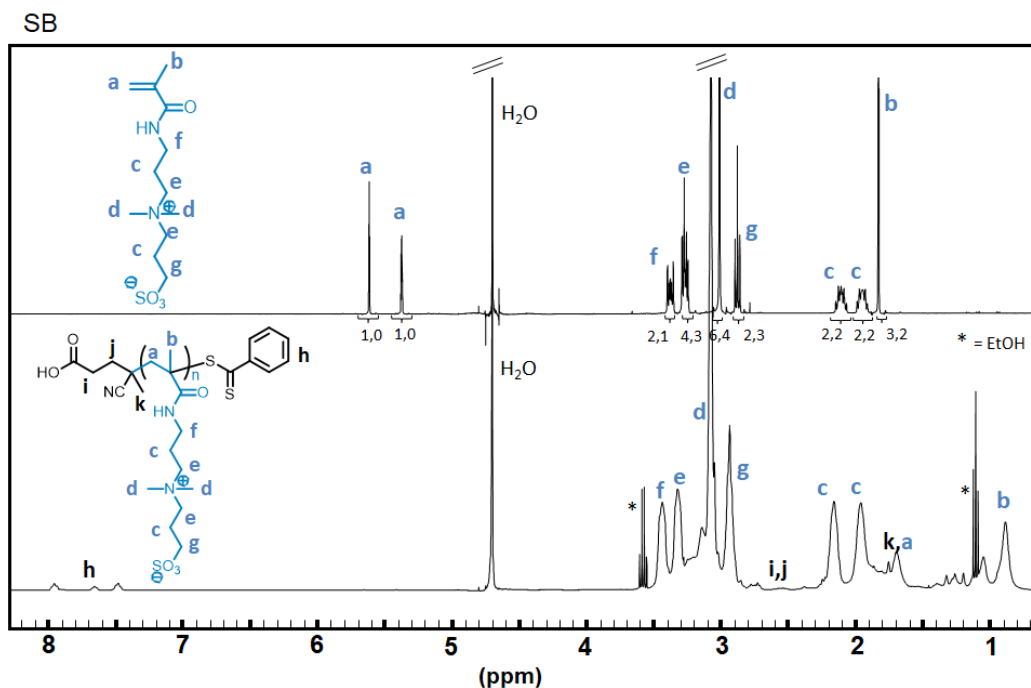 SB
b
a
O
HN
f
c
e
d N ⊕ d
e
c
g
⊖ SO₃
a
a
H₂O
f
e
d
g
c
c
b
1,0 1,0 2,1 4,3 6,4 2,3 2,2 2,2 3,2
* = EtOH
j a b
O
HO
S
h
n
i
NC
k
O
S
HN
f
c
e
d N ⊕ d
e
c
g
⊖ SO₃
h
H₂O
*
f
e
d
g
i,j
c
c
k,a
*
b
8 7 6 5 4 3 2 1
(ppm)